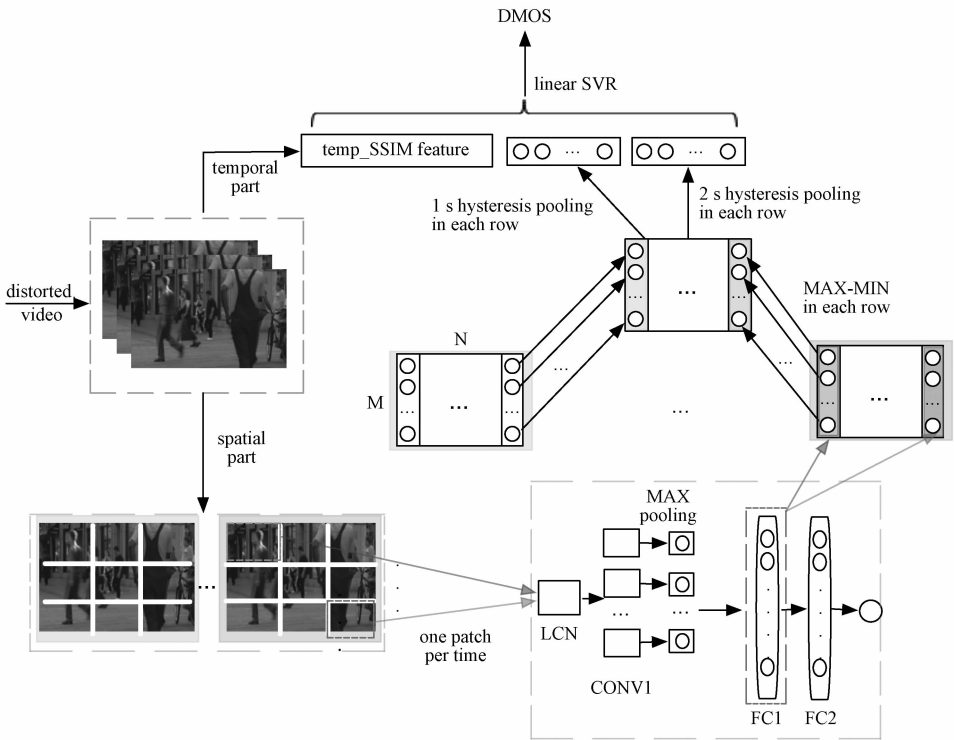 DMOS
linear SVR
temp_SSIM feature
...
...
temporal
part
1 s hysteresis pooling
in each row
2 s hysteresis pooling
in each row
distorted
video
...
...
...
MAX-MIN
in each row
N
M
...
...
...
...
...
...
...
...
...
spatial
part
...
one patch
per time
LCN
MAX
pooling
...
...
CONV1
FC1
FC2